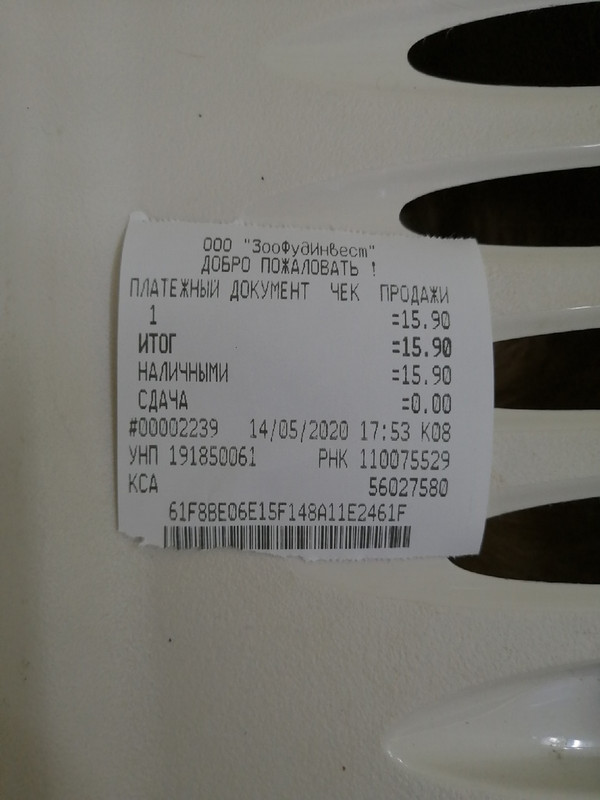 ООО "ЗооФудИнвест"
ДОБРО ПОЖАЛОВАТЬ !
ПЛАТЕЖНЫЙ ДОКУМЕНТ ЧЕК ПРОДАЖИ
1 =15.90
ИТОГ =15.90
НАЛИЧНЫМИ =15.90
СДАЧА =0.00
#00002239 14/05/2020 17:53 К08
УНП 191850061 РНК 110075529
КСА 56027580
61F8BE06E15F148A11E2461F